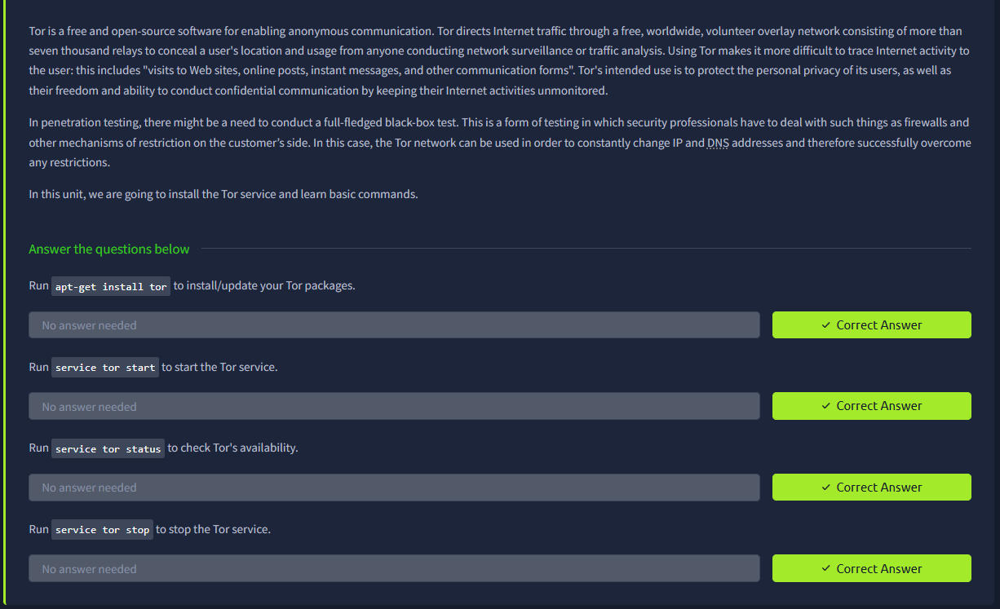 Tor is a free and open-source software for enabling anonymous communication. Tor directs Internet traffic through a free, worldwide, volunteer overlay network consisting of more than
seven thousand relays to conceal a user's location and usage from anyone conducting network surveillance or traffic analysis. Using Tor makes it more difficult to trace Internet activity to
the user: this includes "visits to Web sites, online posts, instant messages, and other communication forms". Tor's intended use is to protect the personal privacy of its users, as well as
their freedom and ability to conduct confidential communication by keeping their Internet activities unmonitored.
In penetration testing, there might be a need to conduct a full-fledged black-box test. This is a form of testing in which security professionals have to deal with such things as firewalls and
other mechanisms of restriction on the customer’s side. In this case, the Tor network can be used in order to constantly change IP and DNS addresses and therefore successfully overcome
any restrictions.
In this unit, we are going to install the Tor service and learn basic commands.
Answer the questions below
Run apt-get install tor to install/update your Tor packages.
No answer needed
✓ Correct Answer
Run service tor start to start the Tor service.
No answer needed
✓ Correct Answer
Run service tor status to check Tor's availability.
No answer needed
✓ Correct Answer
Run service tor stop to stop the Tor service.
No answer needed
✓ Correct Answer